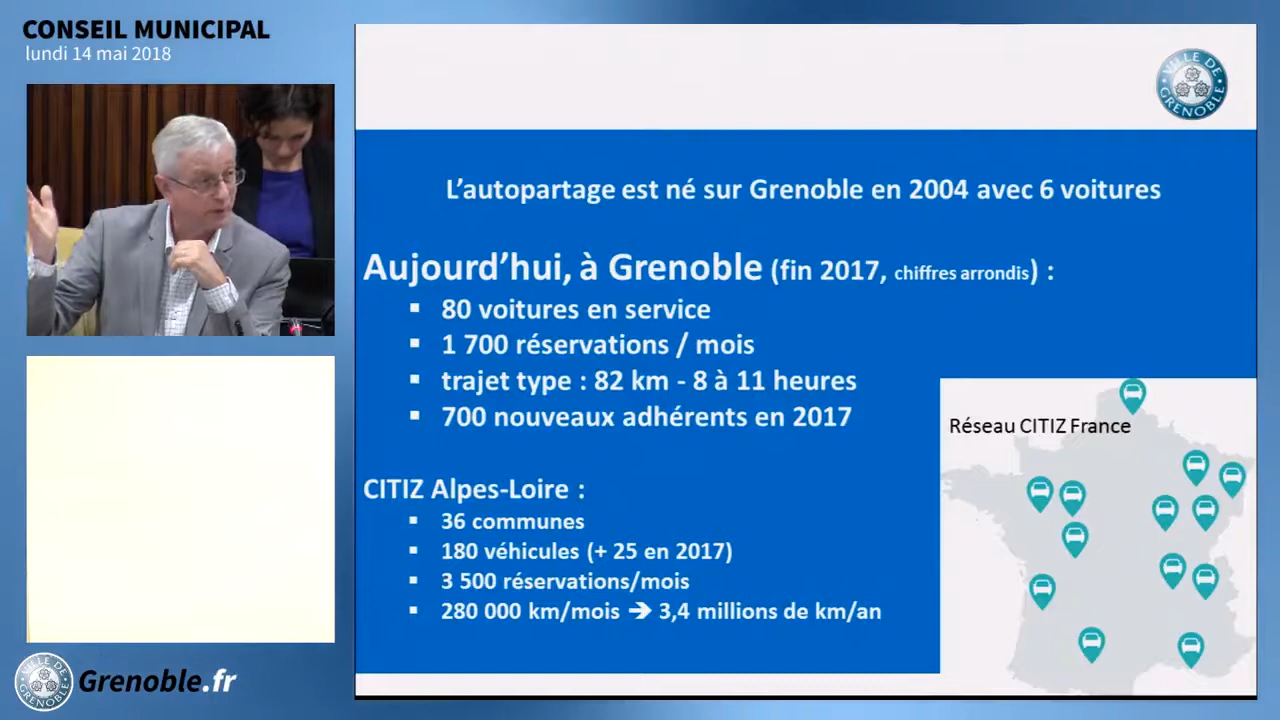 CONSEIL MUNICIPAL
lundi 14 mai 2018
VILLE DE
GRENOBLE
L'autopartage est né sur Grenoble en 2004 avec 6 voitures
Aujourd'hui, à Grenoble (fin 2017, chiffres arrondis) :
▪ 80 voitures en service
▪ 1 700 réservations / mois
▪ trajet type : 82 km - 8 à 11 heures
▪ 700 nouveaux adhérents en 2017
Réseau CITIZ France
CITIZ Alpes-Loire :
▪ 36 communes
▪ 180 véhicules (+ 25 en 2017)
▪ 3 500 réservations/mois
▪ 280 000 km/mois ➔ 3,4 millions de km/an
VILLE DE
GRENOBLE
Grenoble.fr